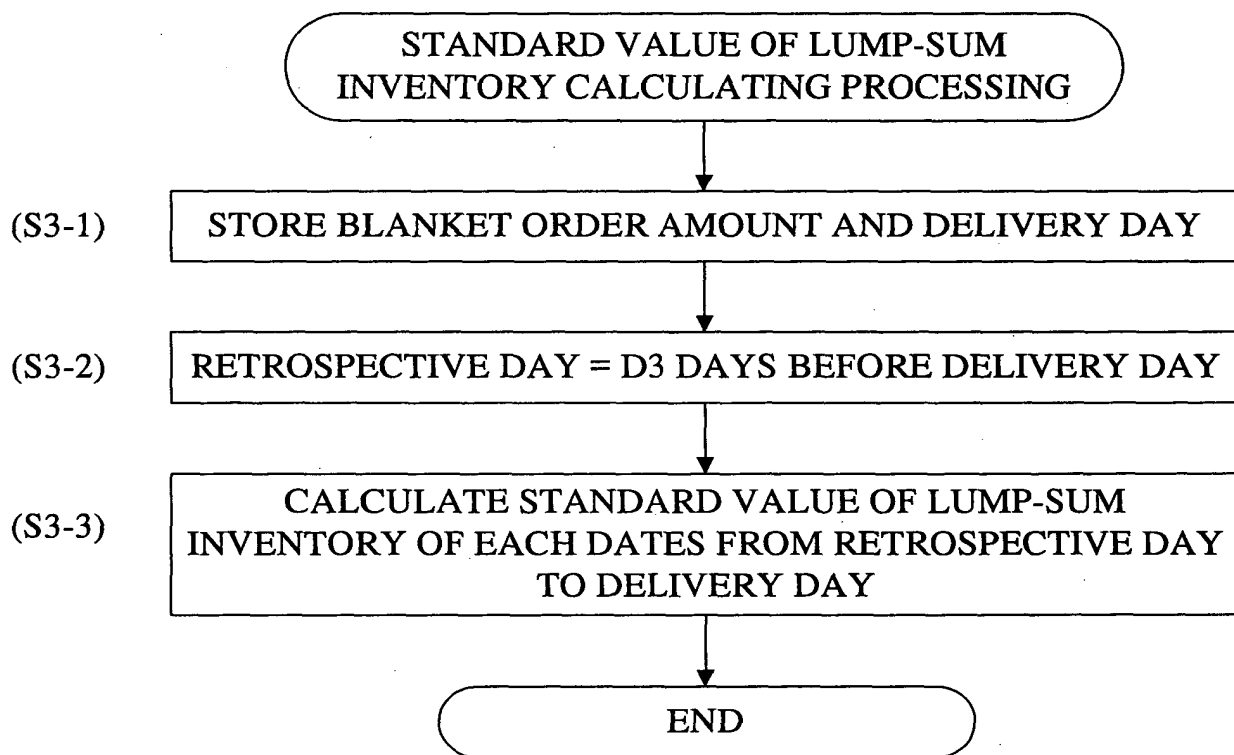 STANDARD VALUE OF LUMP-SUM
INVENTORY CALCULATING PROCESSING
(S3-1)
STORE BLANKET ORDER AMOUNT AND DELIVERY DAY
(S3-2)
RETROSPECTIVE DAY = D3 DAYS BEFORE DELIVERY DAY
(S3-3)
CALCULATE STANDARD VALUE OF LUMP-SUM
INVENTORY OF EACH DATES FROM RETROSPECTIVE DAY
TO DELIVERY DAY
END